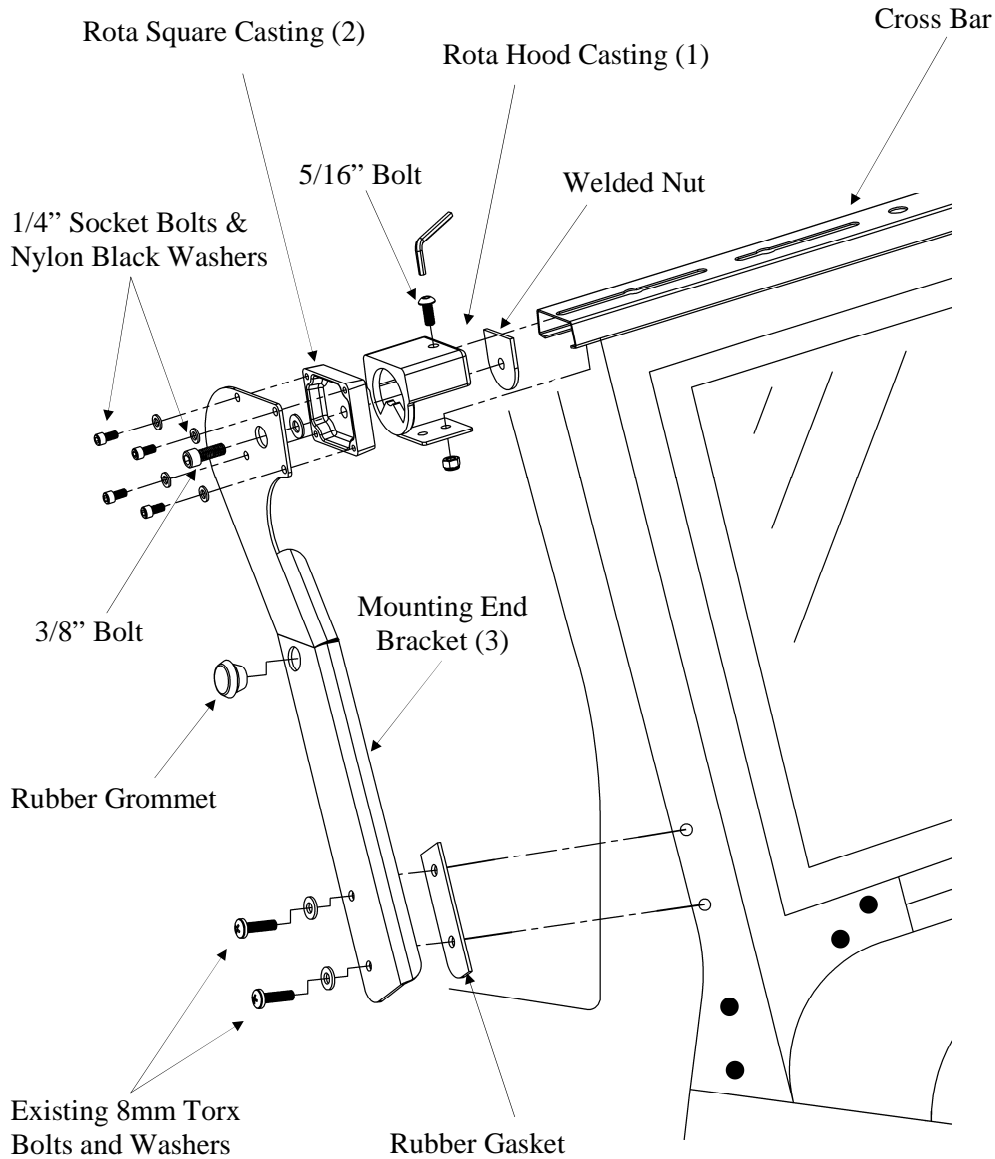 Rota Square Casting (2)
Cross Bar
Rota Hood Casting (1)
5/16” Bolt
Welded Nut
1/4” Socket Bolts &
Nylon Black Washers
3/8” Bolt
Mounting End
Bracket (3)
Rubber Grommet
Existing 8mm Torx
Bolts and Washers
Rubber Gasket